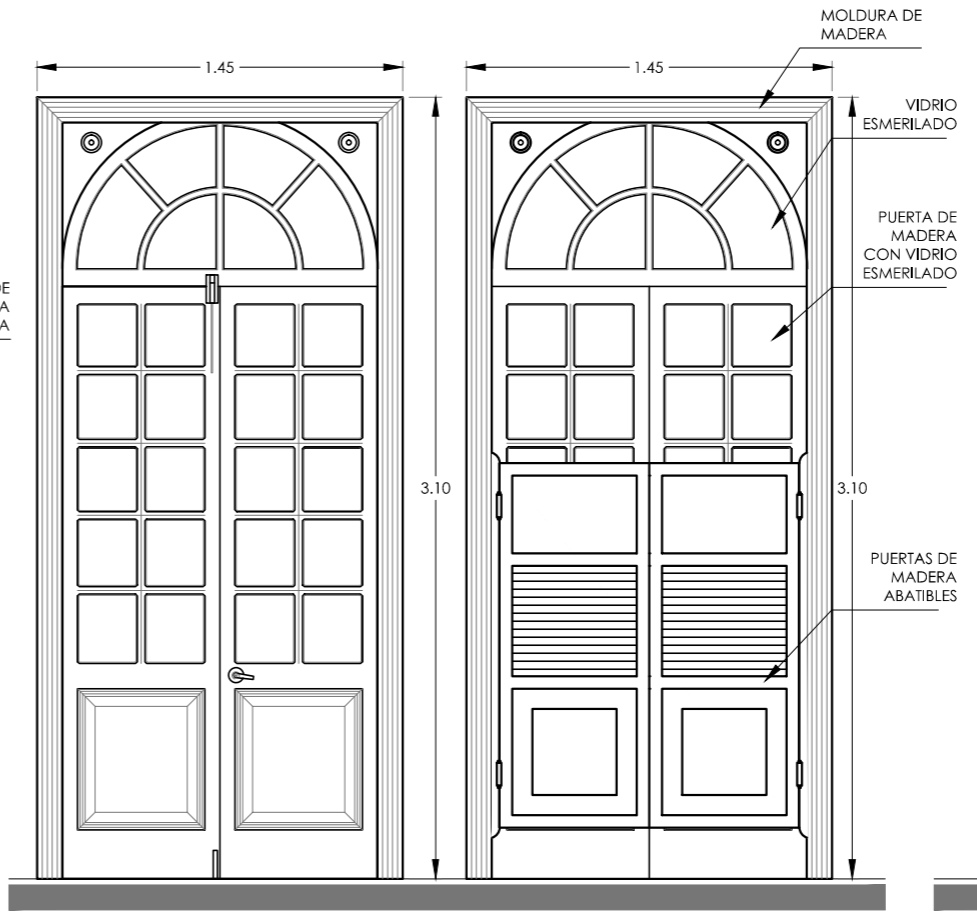 MOLDURA DE
MADERA
1.45
1.45
VIDRIO
ESMERILADO
PUERTA DE
MADERA
CON VIDRIO
ESMERILADO
3.10
3.10
PUERTAS DE
MADERA
ABATIBLES